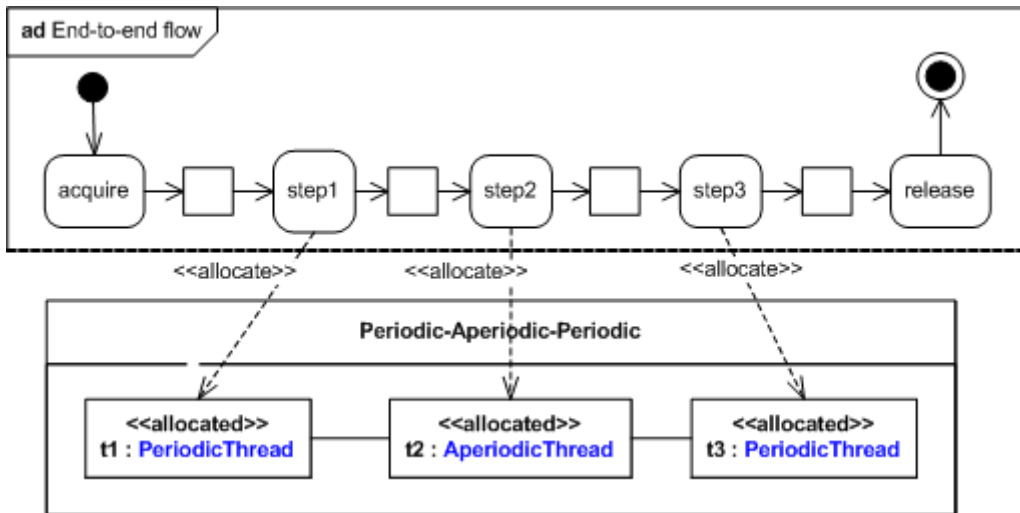 ad End-to-end flow
acquire
step1
step2
step3
release
<<allocate>>
<<allocate>>
<<allocate>>
Periodic-Aperiodic-Periodic
<<allocated>>
t1 : PeriodicThread
<<allocated>>
t2 : AperiodicThread
<<allocated>>
t3 : PeriodicThread